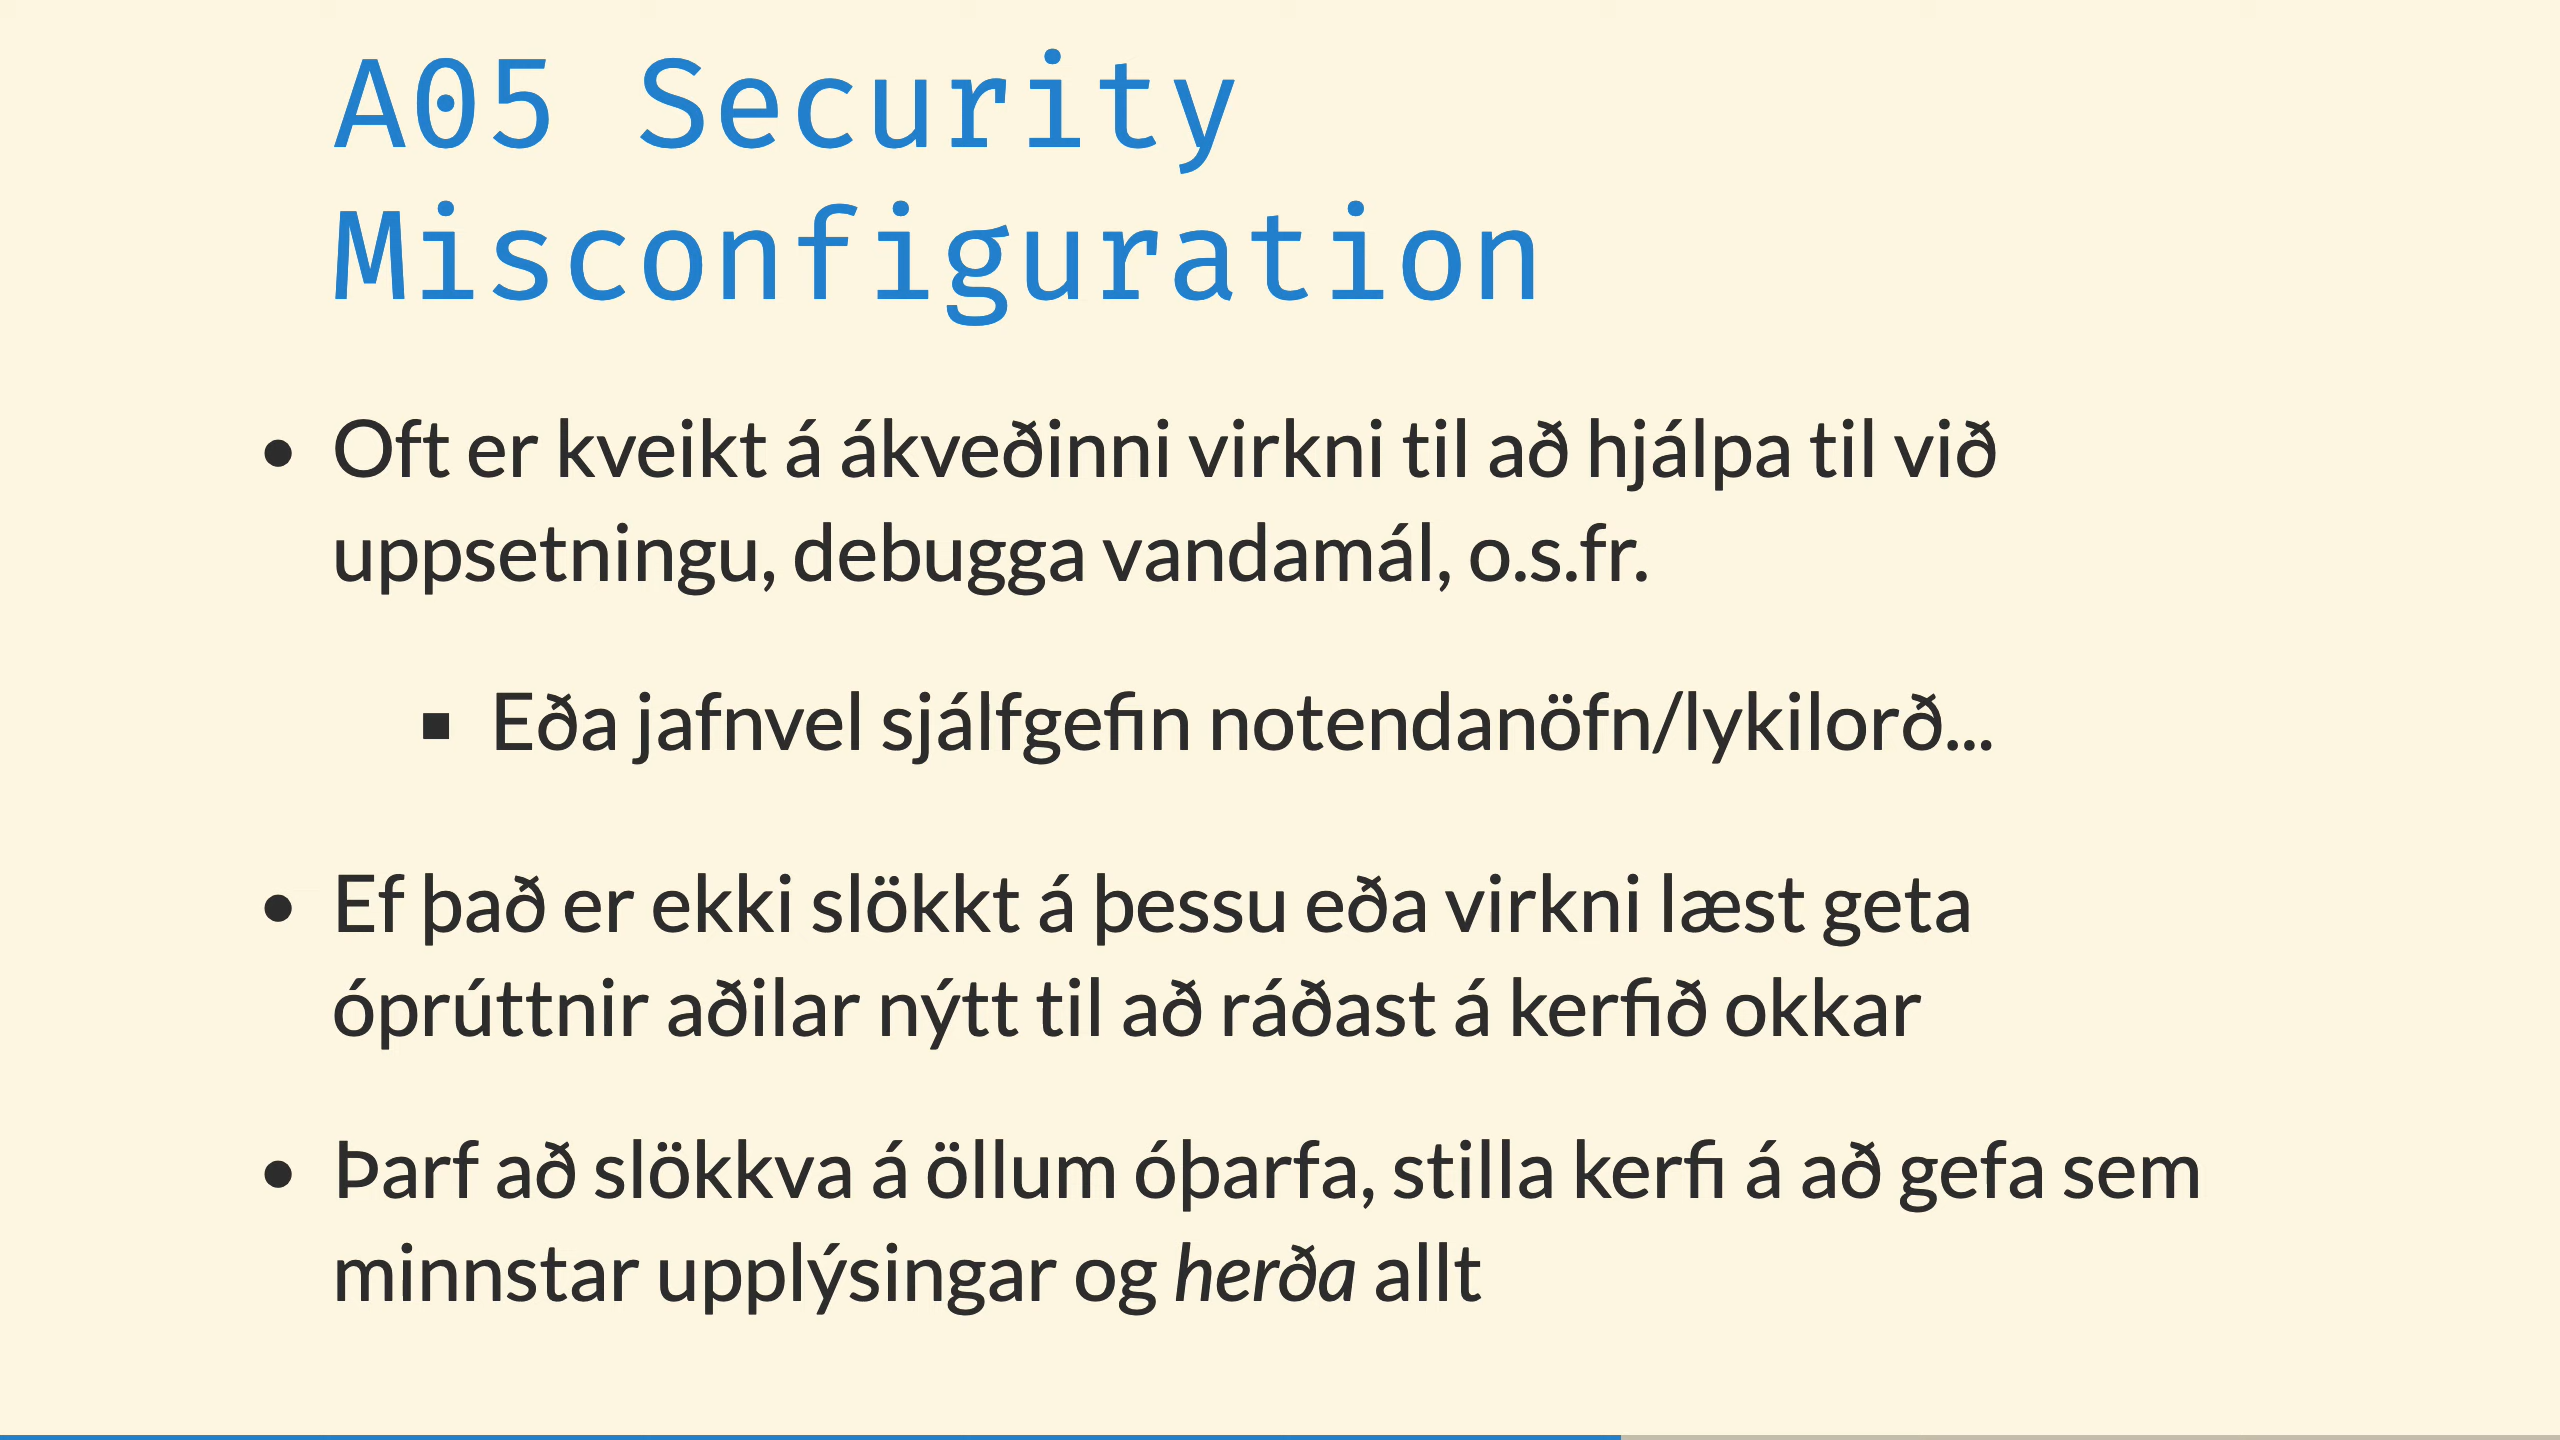 A05 Security
Misconfiguration
Oft er kveikt á ákveðinni virkni til að hjálpa til við
uppsetningu, debugga vandamál, o.s.fr.
Eða jafnvel sjálfgefin notendanöfn/lykilorð...
Ef það er ekki slökkt á þessu eða virkni læst geta
óprúttnir aðilar nýtt til að ráðast á kerfið okkar
Þarf að slökkva á öllum óþarfa, stilla kerfi á að gefa sem
minnstar upplýsingar og herða allt